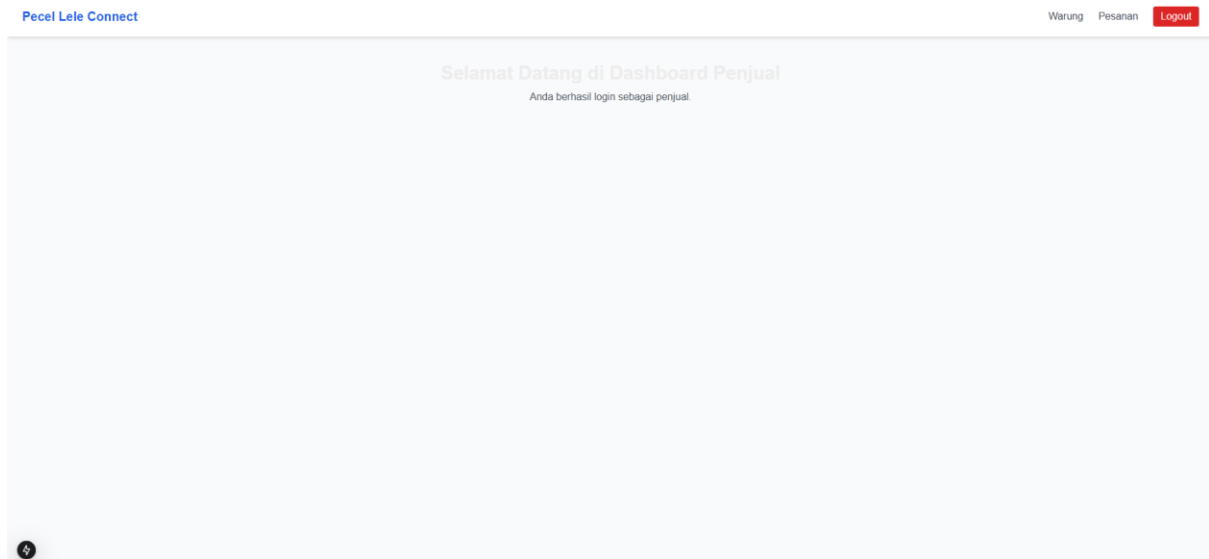 Pecel Lele Connect
Warung Pesanan Logout
Selamat Datang di Dashboard Penjual
Anda berhasil login sebagai penjual.